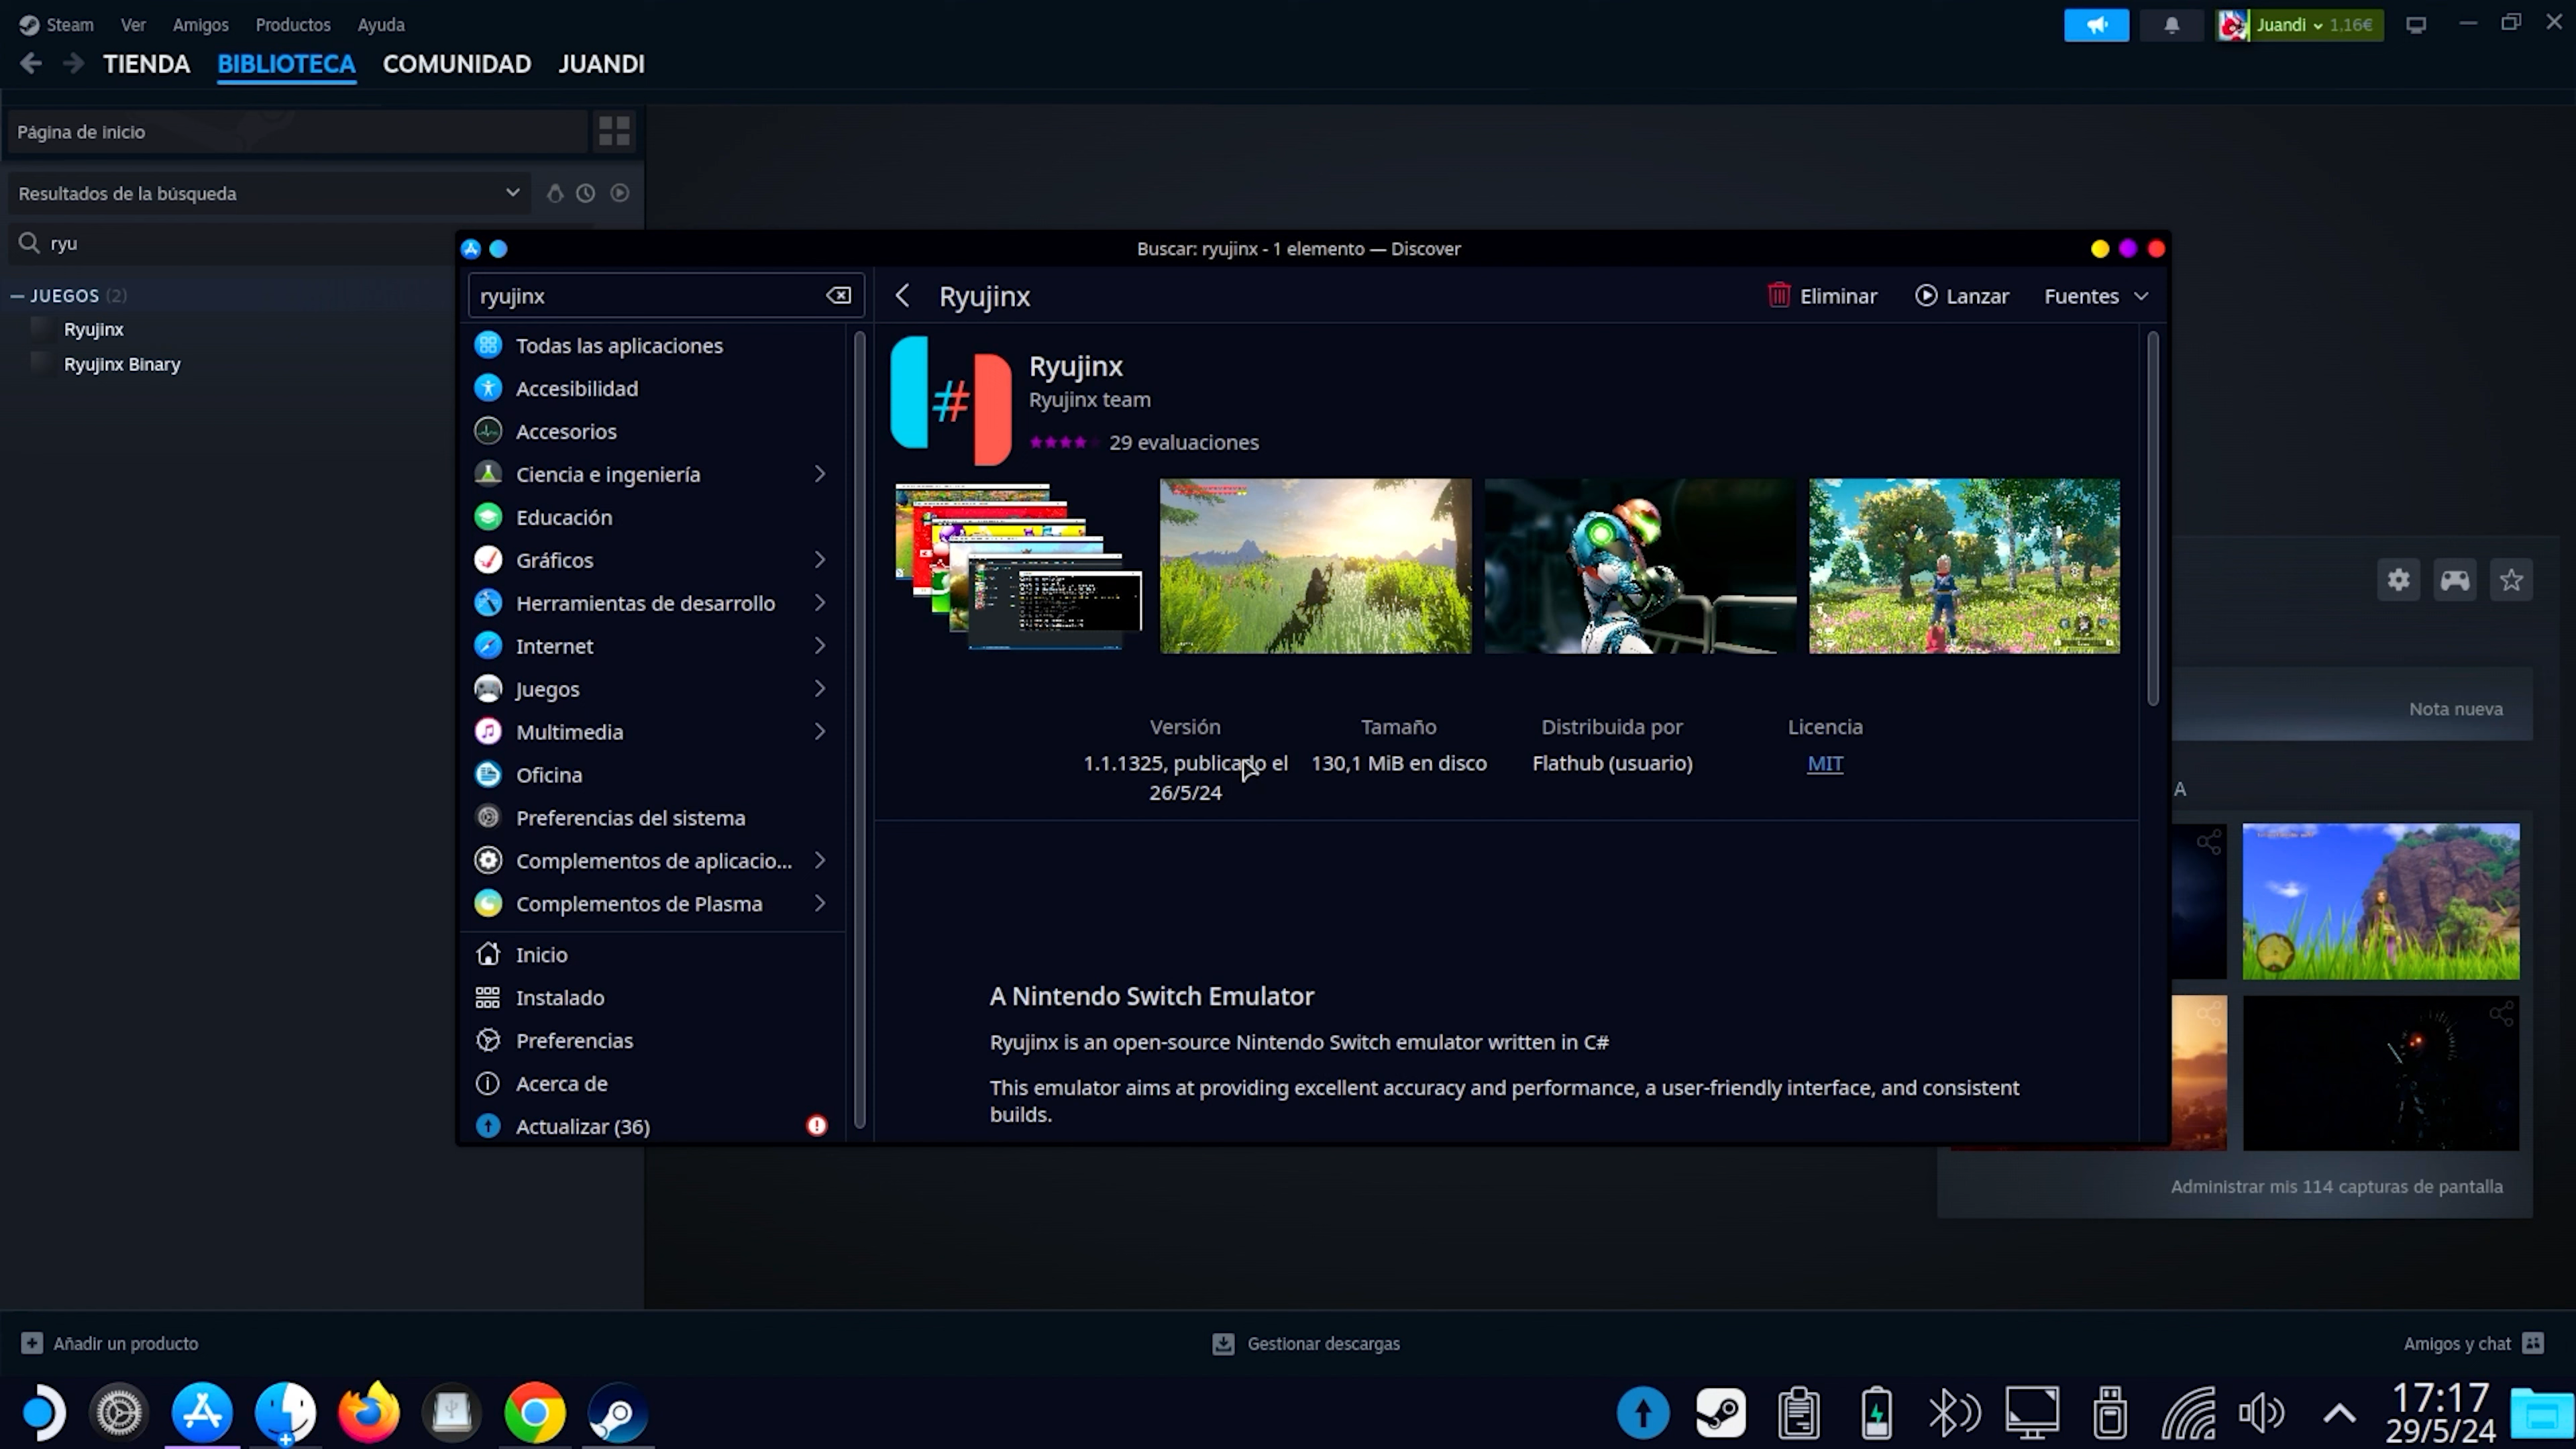 Steam Ver Amigos Productos Ayuda
Juandi 1,16€
TIENDA BIBLIOTECA COMUNIDAD JUANDI
Página de inicio
Resultados de la búsqueda
ryu
JUEGOS (2)
Ryujinx
Ryujinx Binary
Buscar: ryujinx - 1 elemento — Discover
ryujinx
Todas las aplicaciones
Accesibilidad
Accesorios
Ciencia e ingeniería
Educación
Gráficos
Herramientas de desarrollo
Internet
Juegos
Multimedia
Oficina
Preferencias del sistema
Complementos de aplicacio...
Complementos de Plasma
Inicio
Instalado
Preferencias
Acerca de
Actualizar (36)
Ryujinx
Eliminar Lanzar Fuentes
#
Ryujinx
Ryujinx team
29 evaluaciones
Versión Tamaño Distribuida por Licencia
1.1.1325, publicado el 130,1 MiB en disco Flathub (usuario) MIT
26/5/24
A Nintendo Switch Emulator
Ryujinx is an open-source Nintendo Switch emulator written in C#
This emulator aims at providing excellent accuracy and performance, a user-friendly interface, and consistent
builds.
Nota nueva
A
Administrar mis 114 capturas de pantalla
Añadir un producto
Gestionar descargas
Amigos y chat
17:17
29/5/24